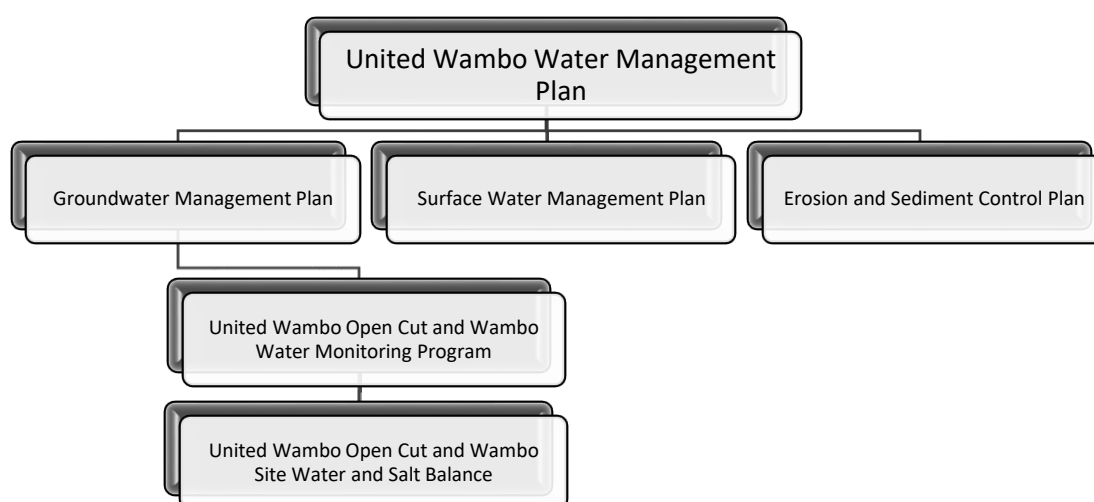 United Wambo Water Management
Plan
Groundwater Management Plan
Surface Water Management Plan
Erosion and Sediment Control Plan
United Wambo Open Cut and Wambo
Water Monitoring Program
United Wambo Open Cut and Wambo
Site Water and Salt Balance